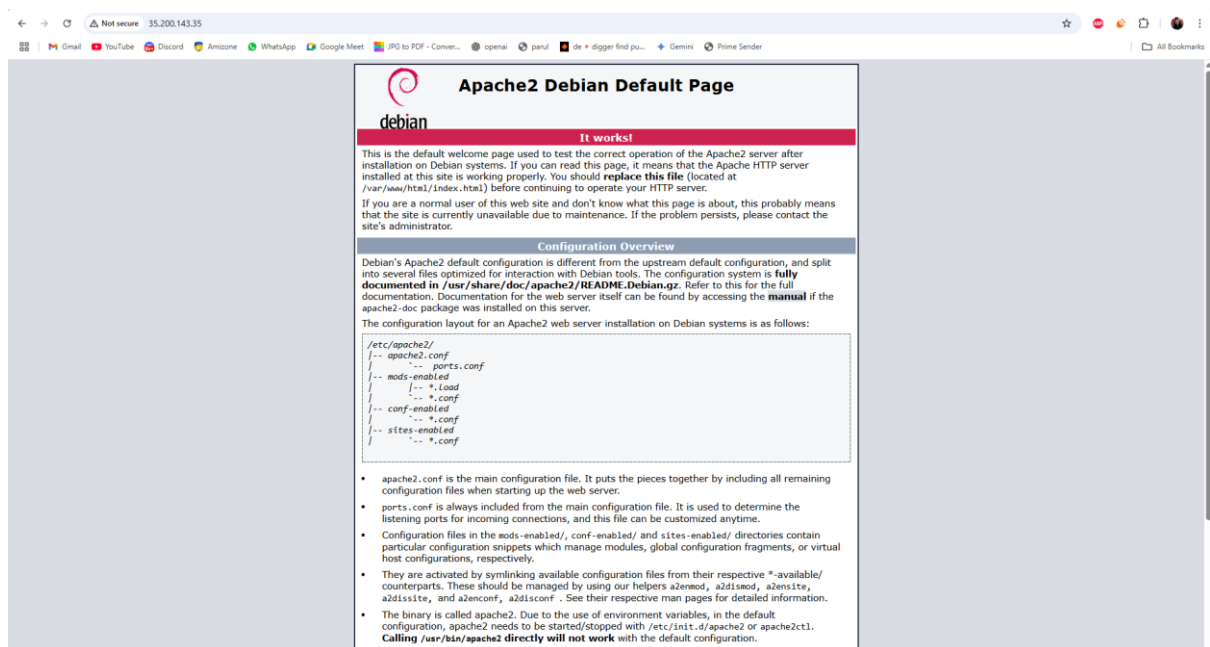 Not secure 35.200.143.35
Gmail YouTube Discord Amizone WhatsApp Google Meet JPG to PDF - Conver... openai parul de + digger find pu... Gemini Prime Sender All Bookmarks
Apache2 Debian Default Page
debian
It works!
This is the default welcome page used to test the correct operation of the Apache2 server after
installation on Debian systems. If you can read this page, it means that the Apache HTTP server
installed at this site is working properly. You should replace this file (located at
/var/www/html/index.html) before continuing to operate your HTTP server.
If you are a normal user of this web site and don't know what this page is about, this probably means
that the site is currently unavailable due to maintenance. If the problem persists, please contact the
site's administrator.
Configuration Overview
Debian's Apache2 default configuration is different from the upstream default configuration, and split
into several files optimized for interaction with Debian tools. The configuration system is fully
documented in /usr/share/doc/apache2/README.Debian.gz. Refer to this for the full
documentation. Documentation for the web server itself can be found by accessing the manual if the
apache2-doc package was installed on this server.
The configuration layout for an Apache2 web server installation on Debian systems is as follows:
/etc/apache2/
|-- apache2.conf
|       `--  ports.conf
|-- mods-enabled
|       |-- *.load
|       `-- *.conf
|-- conf-enabled
|       `-- *.conf
|-- sites-enabled
|       `-- *.conf
• apache2.conf is the main configuration file. It puts the pieces together by including all remaining
configuration files when starting up the web server.
• ports.conf is always included from the main configuration file. It is used to determine the
listening ports for incoming connections, and this file can be customized anytime.
• Configuration files in the mods-enabled/, conf-enabled/ and sites-enabled/ directories contain
particular configuration snippets which manage modules, global configuration fragments, or virtual
host configurations, respectively.
• They are activated by symlinking available configuration files from their respective *-available/
counterparts. These should be managed by using our helpers a2enmod, a2dismod, a2ensite,
a2dissite, and a2enconf, a2disconf . See their respective man pages for detailed information.
• The binary is called apache2. Due to the use of environment variables, in the default
configuration, apache2 needs to be started/stopped with /etc/init.d/apache2 or apache2ctl.
Calling /usr/bin/apache2 directly will not work with the default configuration.